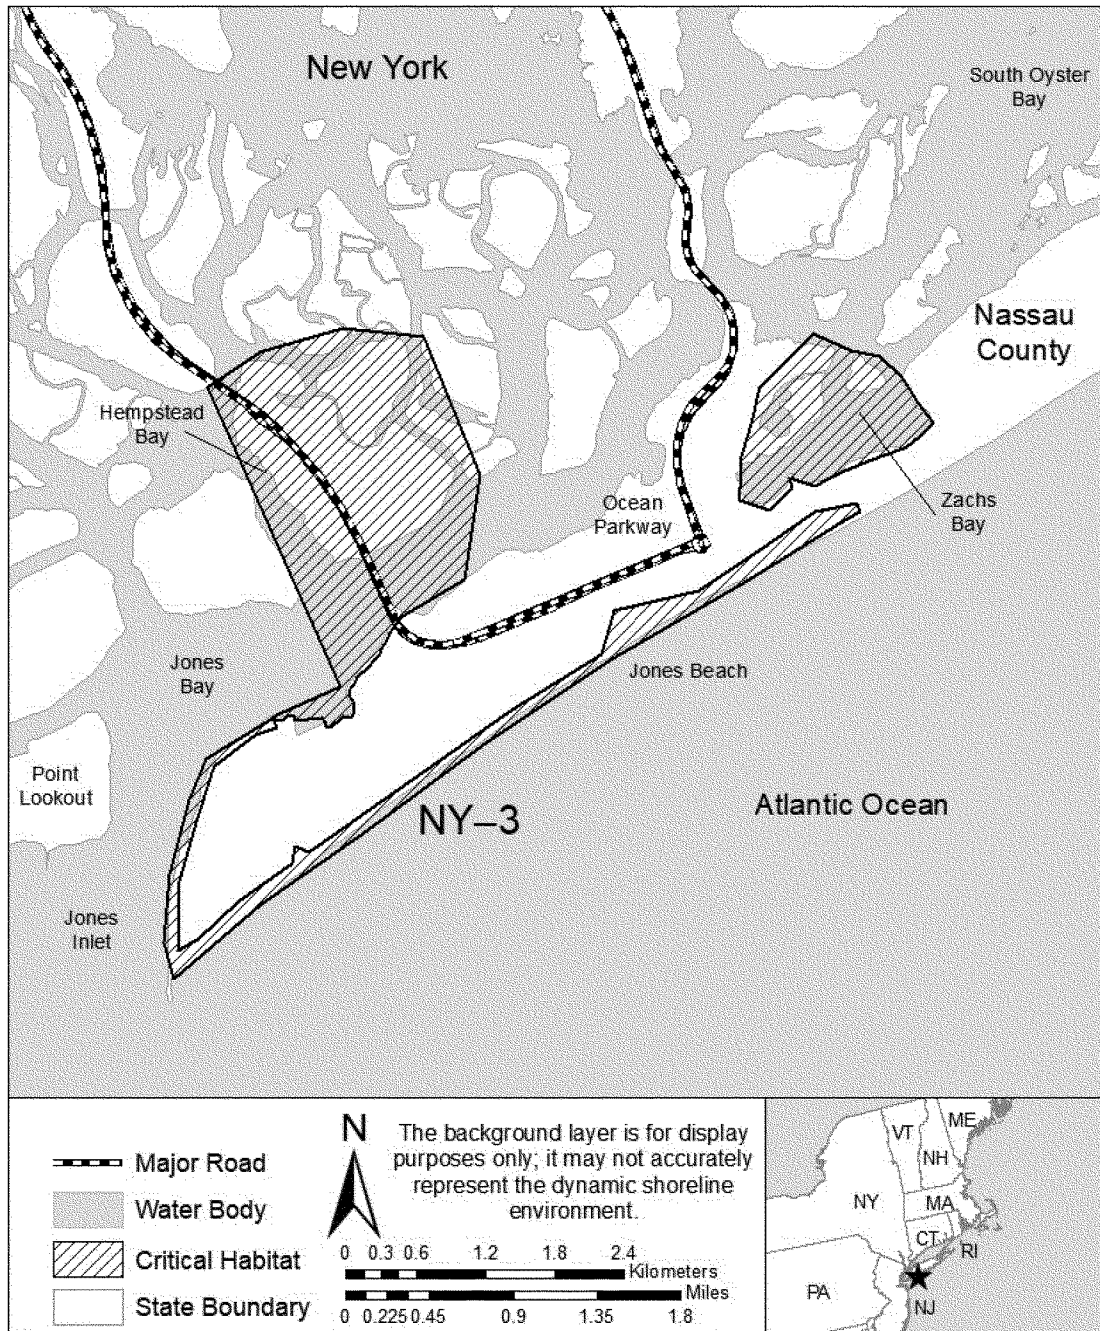 New York
South Oyster
Bay
Nassau
County
Hempstead
Bay
Ocean
Parkway
Zachs
Bay
Jones
Bay
Jones Beach
Point
Lookout
NY–3
Atlantic Ocean
Jones
Inlet
Major Road
Water Body
Critical Habitat
State Boundary
N
The background layer is for display
purposes only; it may not accurately
represent the dynamic shoreline
environment.
0 0.3 0.6 1.2 1.8 2.4
Kilometers
Miles
0 0.225 0.45 0.9 1.35 1.8
VT
ME
NH
NY
MA
CT
RI
PA
NJ